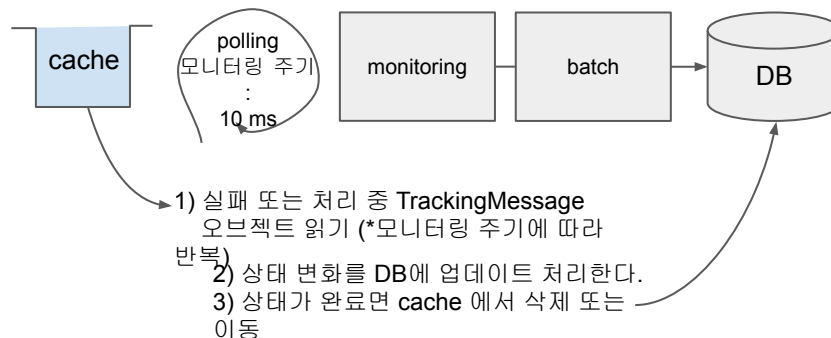 cache
polling
모니터링 주기
:
10 ms
monitoring
batch
DB
1) 실패 또는 처리 중 TrackingMessage
오브젝트 읽기 (*모니터링 주기에 따라
반복)
2) 상태 변화를 DB에 업데이트 처리한다.
3) 상태가 완료면 cache 에서 삭제 또는
이동